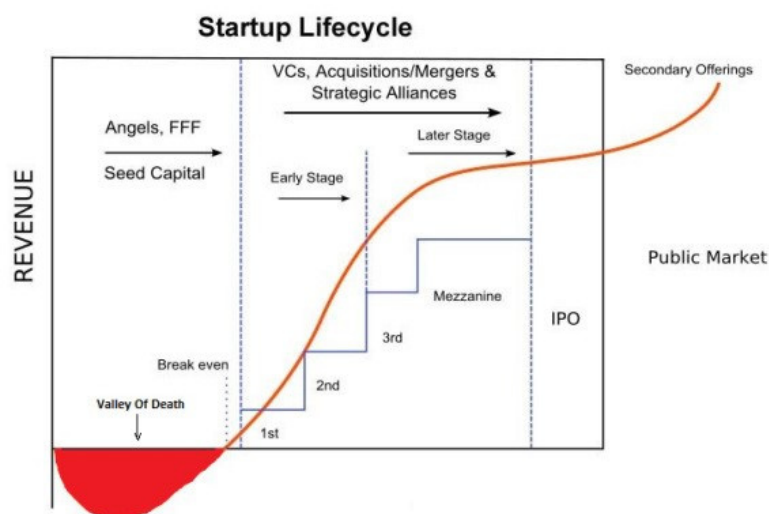 Startup Lifecycle
VCs, Acquisitions/Mergers &
Strategic Alliances
Secondary Offerings
Angels, FFF
Seed Capital
Later Stage
Early Stage
REVENUE
Public Market
Mezzanine
IPO
3rd
Break even
2nd
Valley Of Death
1st